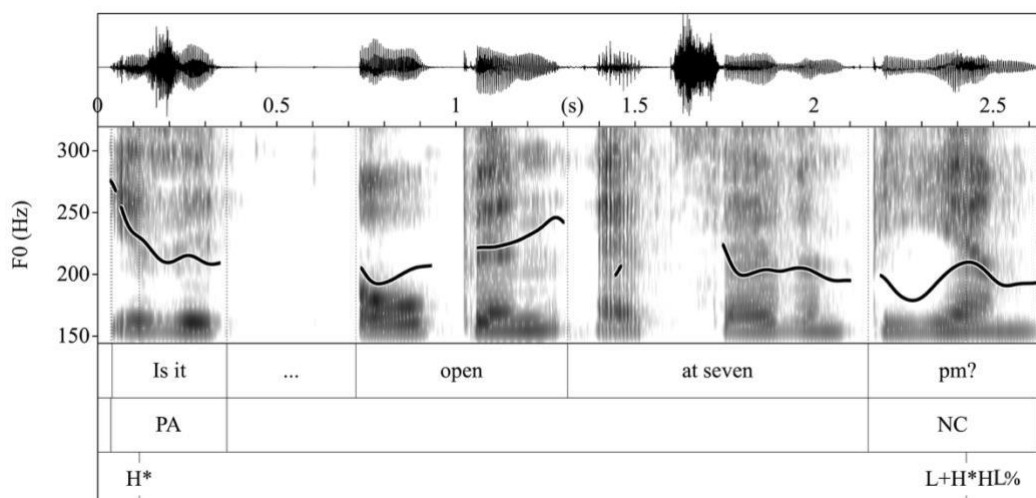 0 0.5 1 (s) 1.5 2 2.5
300
250
200
150
F0 (Hz)
Is it ... open at seven pm?
PA NC
H* L+H*HL%